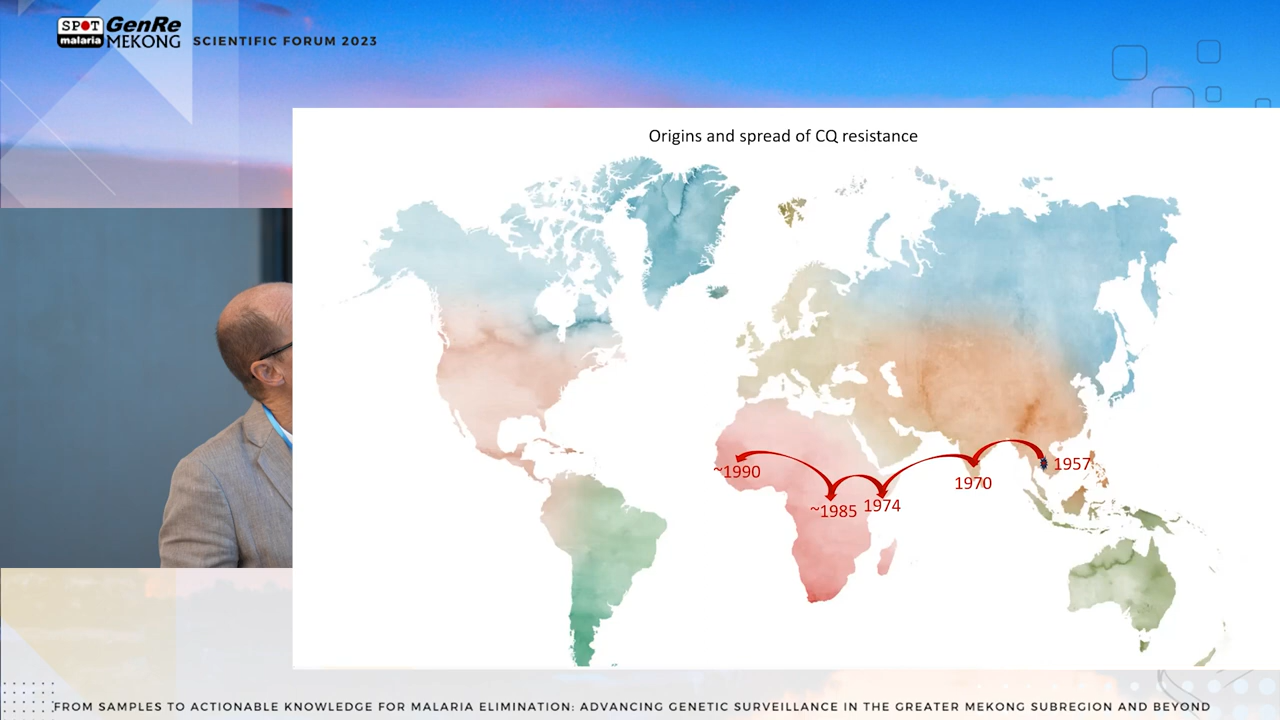 SPOT
malaria
GenRe
MEKONG
SCIENTIFIC FORUM 2023
Origins and spread of CQ resistance
~1990
~1985
1974
1970
1957
FROM SAMPLES TO ACTIONABLE KNOWLEDGE FOR MALARIA ELIMINATION: ADVANCING GENETIC SURVEILLANCE IN THE GREATER MEKONG SUBREGION AND BEYOND